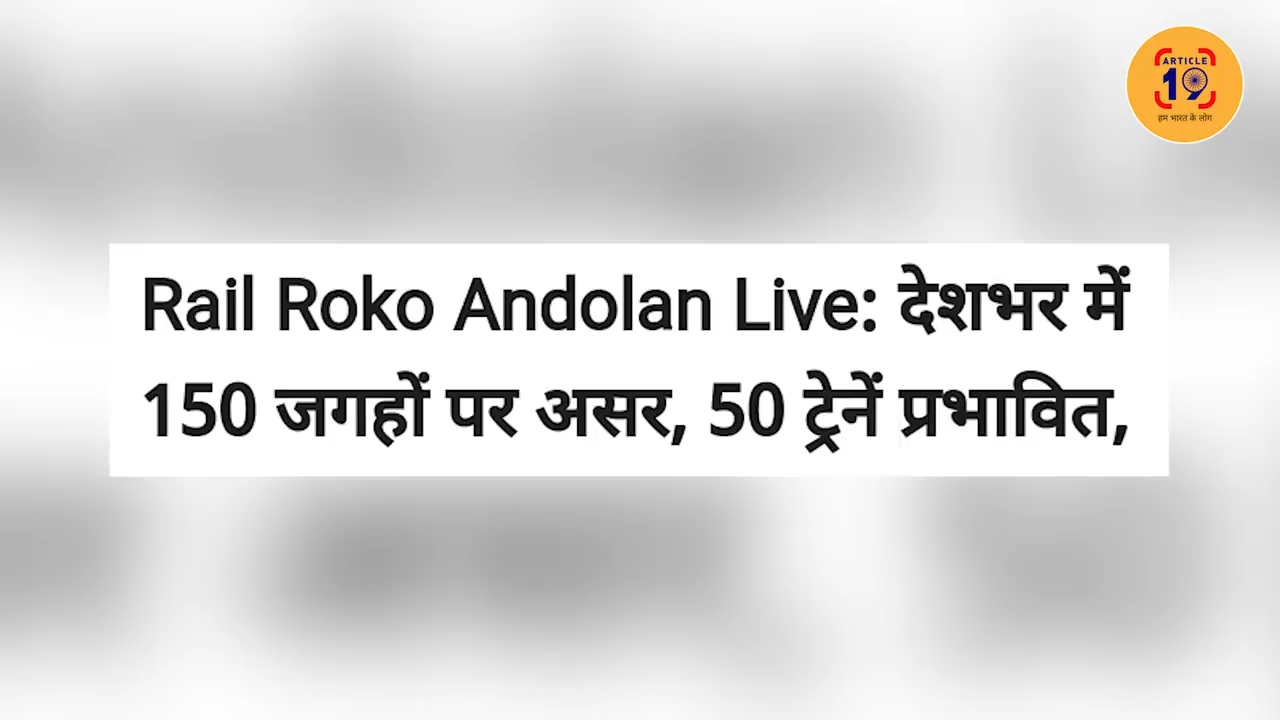 ARTICLE
19
हम भारत के लोग
Rail Roko Andolan Live: देशभर में
150 जगहों पर असर, 50 ट्रेनें प्रभावित,